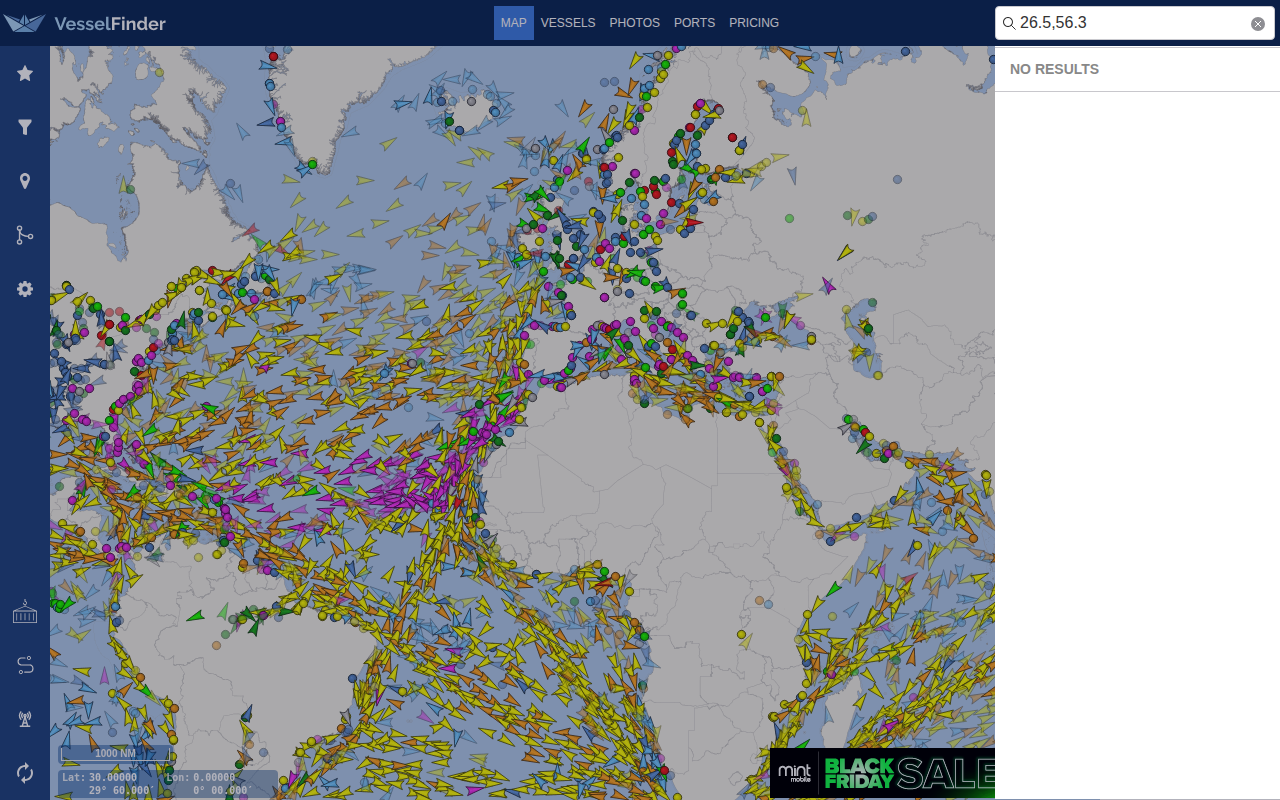 VesselFinder
MAP VESSELS PHOTOS PORTS PRICING
26.5,56.3
NO RESULTS
1000 NM
Lat: 30.00000 Lon: 0.00000
29° 60.000' 0° 00.000'
mint mobile BLACK FRIDAY SALE